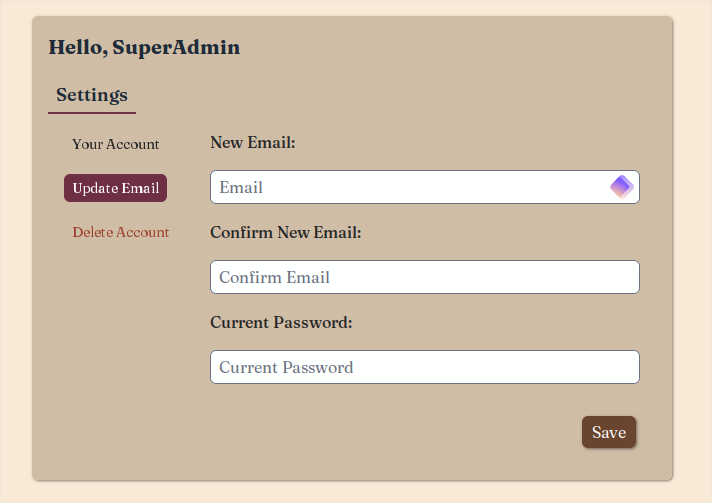 Hello, SuperAdmin
Settings
Your Account
Update Email
Delete Account
New Email:
Email
Confirm New Email:
Confirm Email
Current Password:
Current Password
Save